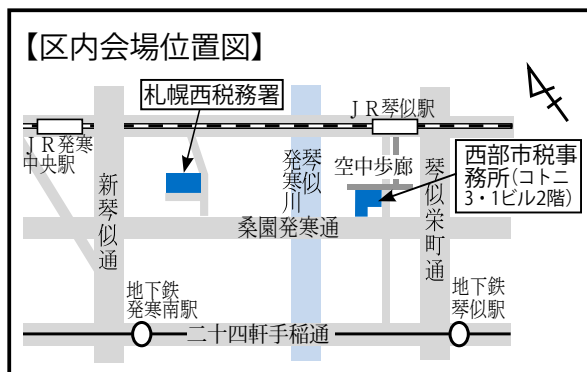 【区内会場位置図】
札幌西税務署
ＪＲ琴似駅
ＪＲ発寒
中央駅
琴似
発寒川
空中歩廊
西部市税事
務所(コトニ
3・1ビル2階)
新琴似通
琴似栄町通
桑園発寒通
地下鉄
発寒南駅
地下鉄
琴似駅
二十四軒手稲通